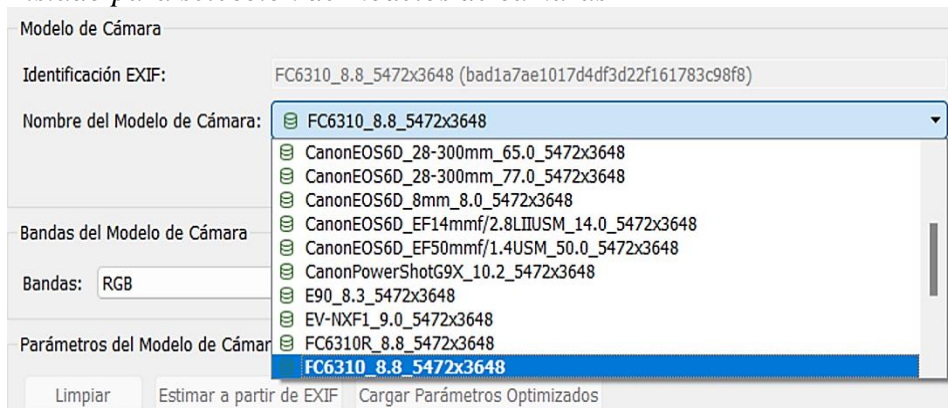 Modelo de Cámara
Identificación EXIF: FC6310_8.8_5472x3648 (bad1a7ae1017d4df3d22f161783c98f8)
Nombre del Modelo de Cámara: FC6310_8.8_5472x3648
CanonEOS6D_28-300mm_65.0_5472x3648
CanonEOS6D_28-300mm_77.0_5472x3648
CanonEOS6D_8mm_8.0_5472x3648
CanonEOS6D_EF14mmf/2.8LIIUSM_14.0_5472x3648
CanonEOS6D_EF50mmf/1.4USM_50.0_5472x3648
CanonPowerShotG9X_10.2_5472x3648
E90_8.3_5472x3648
EV-NXF1_9.0_5472x3648
FC6310R_8.8_5472x3648
FC6310_8.8_5472x3648
Bandas del Modelo de Cámara
Bandas: RGB
Parámetros del Modelo de Cámar
Limpiar Estimar a partir de EXIF Cargar Parámetros Optimizados